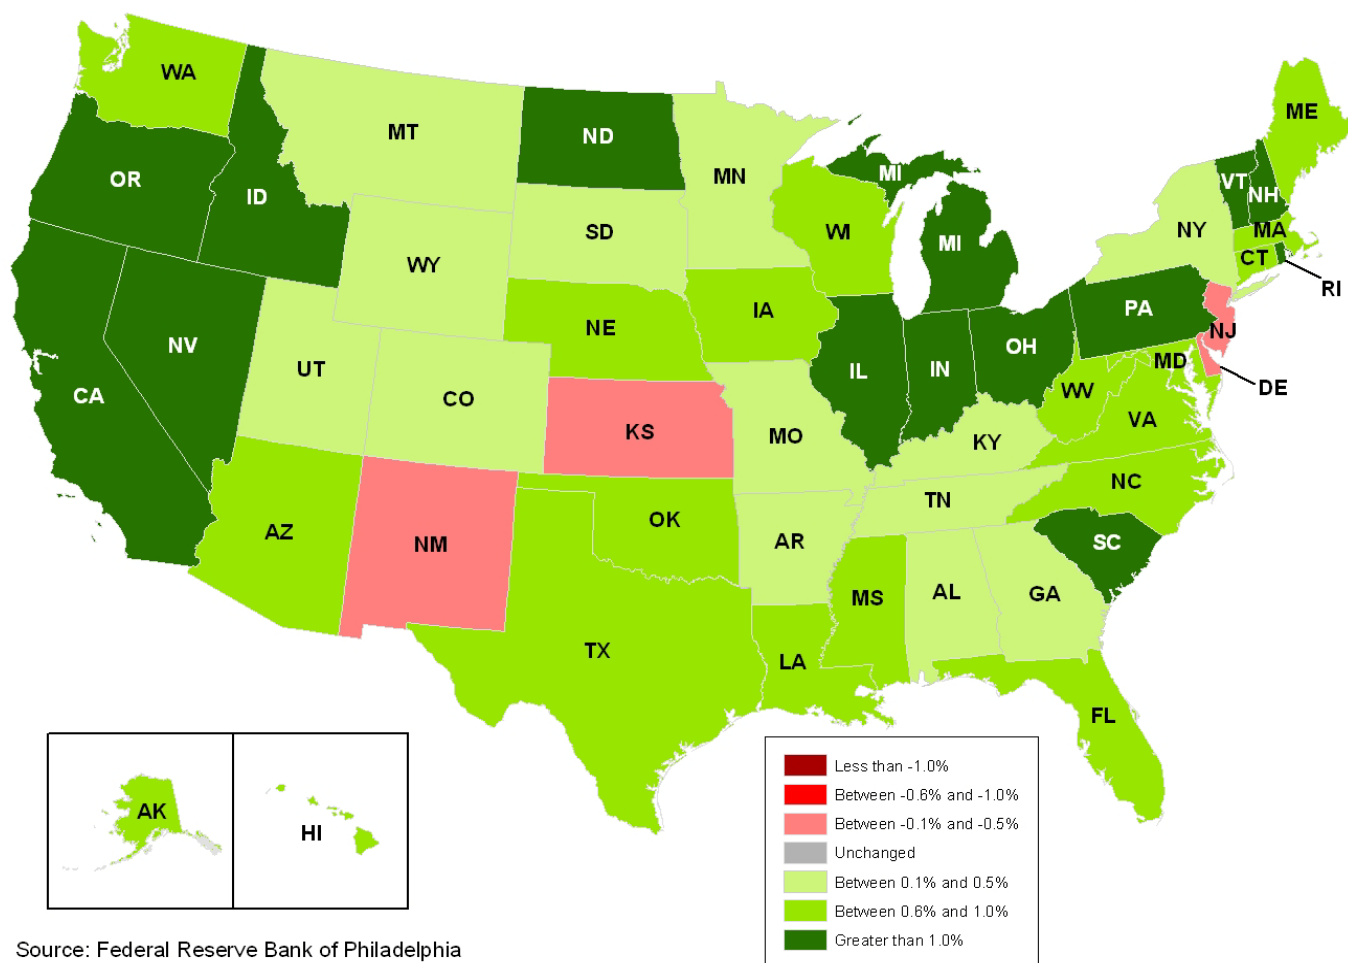 WA
ME
MT
ND
MN
VT
NH
OR
ID
MI
MI
WI
NY
MA
SD
CT
WY
RI
IA
PA
NE
NV
OH
NJ
IL
IN
MD
UT
CO
DE
CA
WV
VA
KS
MO
KY
NC
TN
OK
AZ
NM
AR
SC
MS
AL
GA
TX
LA
FL
AK
HI
Less than -1.0%
Between -0.6% and -1.0%
Between -0.1% and -0.5%
Unchanged
Between 0.1% and 0.5%
Between 0.6% and 1.0%
Greater than 1.0%
Source: Federal Reserve Bank of Philadelphia